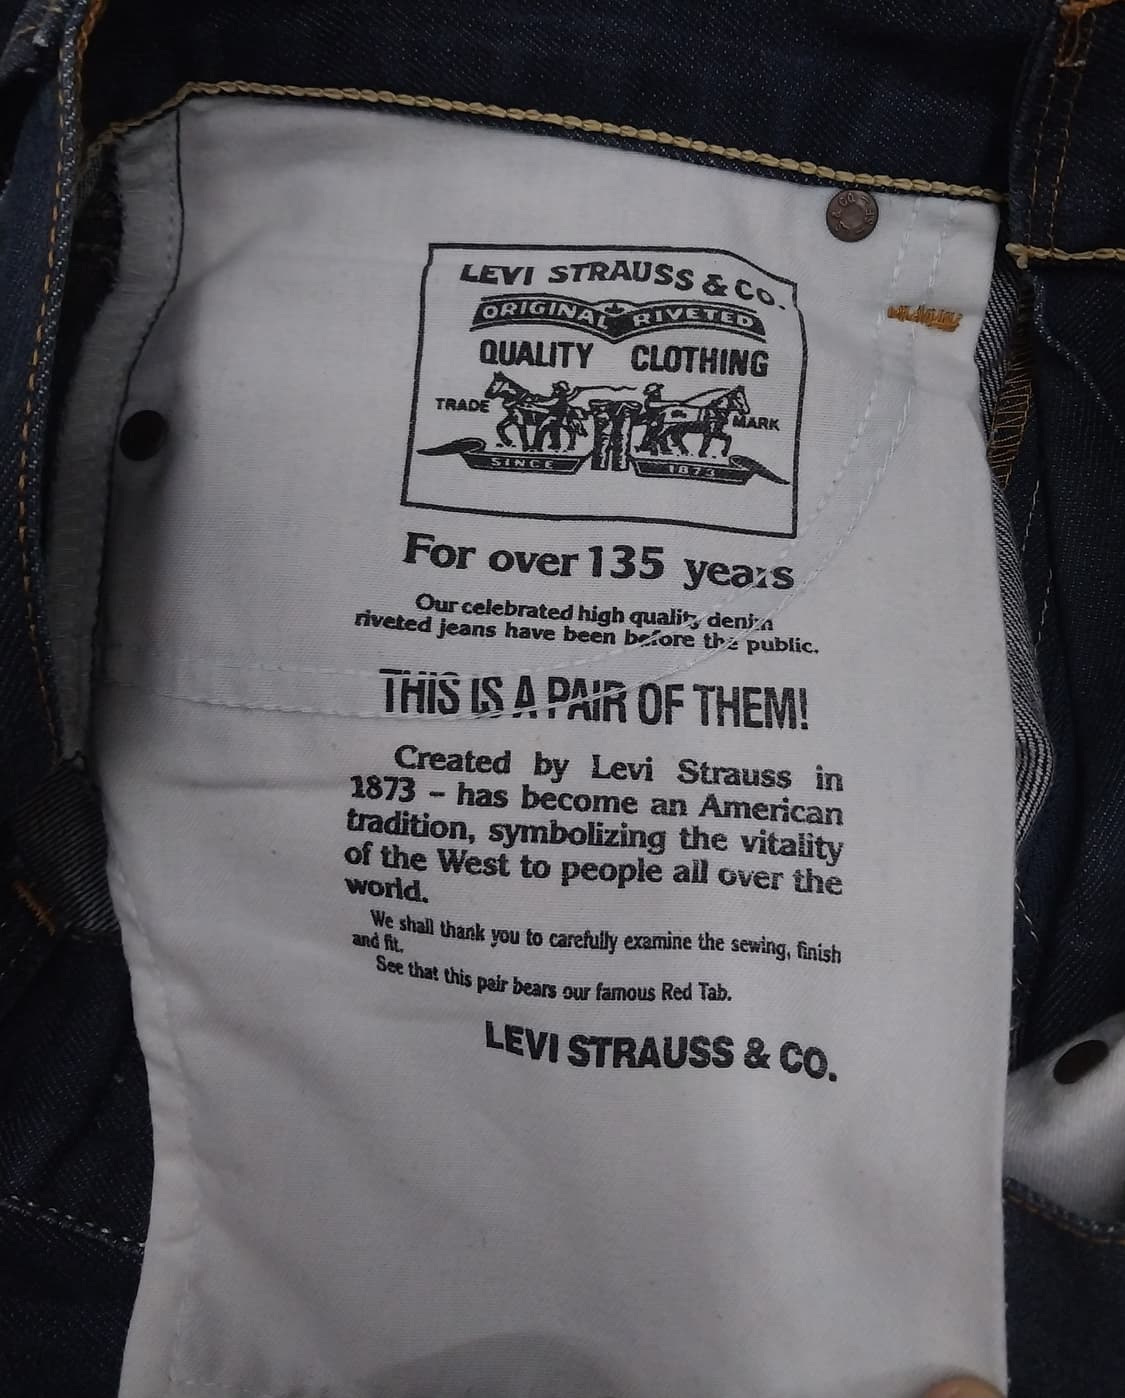 LEVI STRAUSS & CO.
ORIGINAL RIVETED
QUALITY CLOTHING
TRADE MARK
SINCE 1873
For over 135 years
Our celebrated high quality denim
riveted jeans have been before the public.
THIS IS A PAIR OF THEM!
Created by Levi Strauss in
1873 – has become an American
tradition, symbolizing the vitality
of the West to people all over the
world.
We shall thank you to carefully examine the sewing, finish
and fit.
See that this pair bears our famous Red Tab.
LEVI STRAUSS & CO.